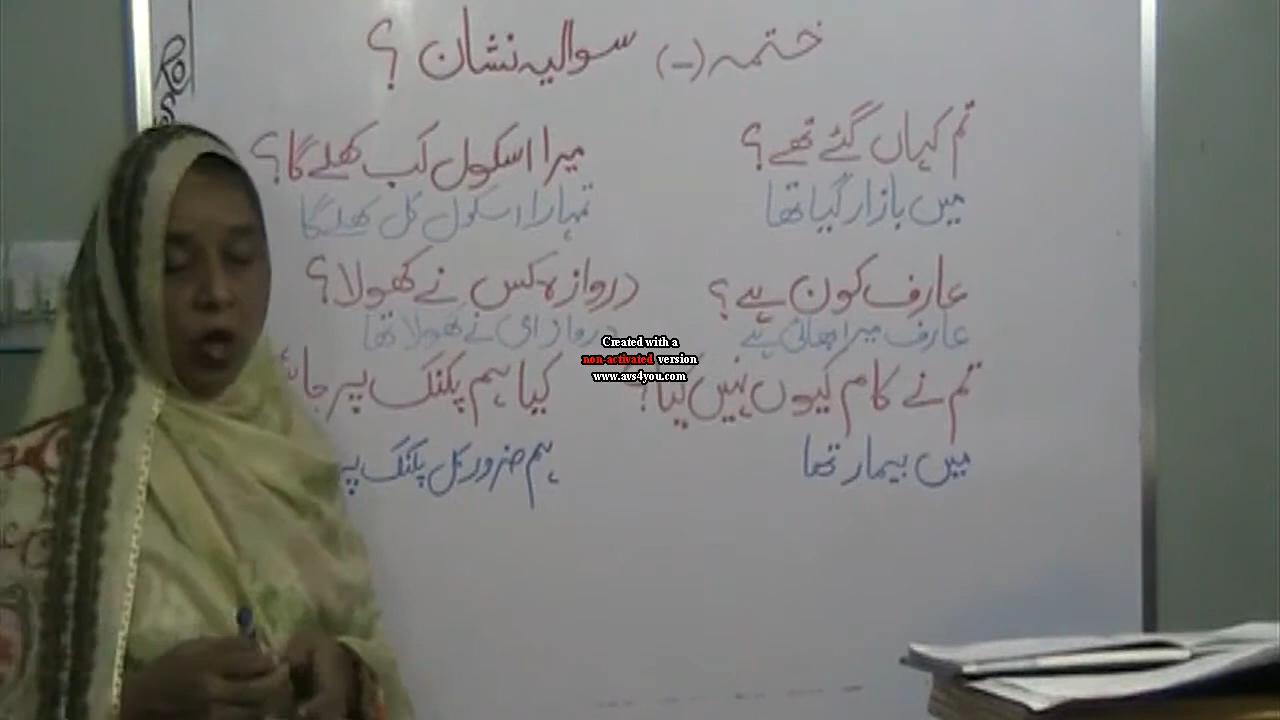 ختمہ (-) سوالیہ نشان ؟
تم کہاں گئے تھے؟
میں بازار گیا تھا
عارف کون ہے؟
عارف میرا بھائی ہے
تم نے کام کیوں نہیں کیا؟
میں بیمار تھا
میرا اسکول کب کھلے گا؟
تمہارا اسکول کل کھلے گا
دروازہ کس نے کھولا؟
نے کھولا تھا
کیا ہم پکنک پر
ہم ضرور کل پکنک پر
Created with a
non-activated version
www.avs4you.com